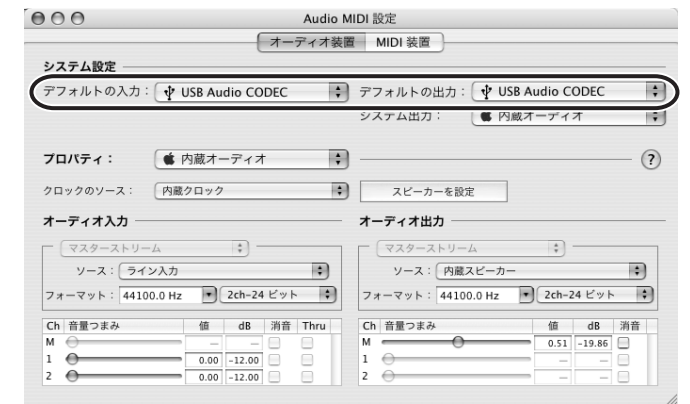 Audio MIDI 設定
オーディオ装置 MIDI 装置
システム設定
デフォルトの入力： USB Audio CODEC デフォルトの出力： USB Audio CODEC
システム出力： 内蔵オーディオ
プロパティ： 内蔵オーディオ ?
クロックのソース： 内蔵クロック スピーカーを設定
オーディオ入力 オーディオ出力
マスターストリーム マスターストリーム
ソース： ライン入力 ソース： 内蔵スピーカー
フォーマット： 44100.0 Hz 2ch-24 ビット フォーマット： 44100.0 Hz 2ch-24 ビット
Ch 音量つまみ 値 dB 消音 Thru Ch 音量つまみ 値 dB 消音
M — — M 0.51 -19.86
1 0.00 -12.00 1 — —
2 0.00 -12.00 2 — —